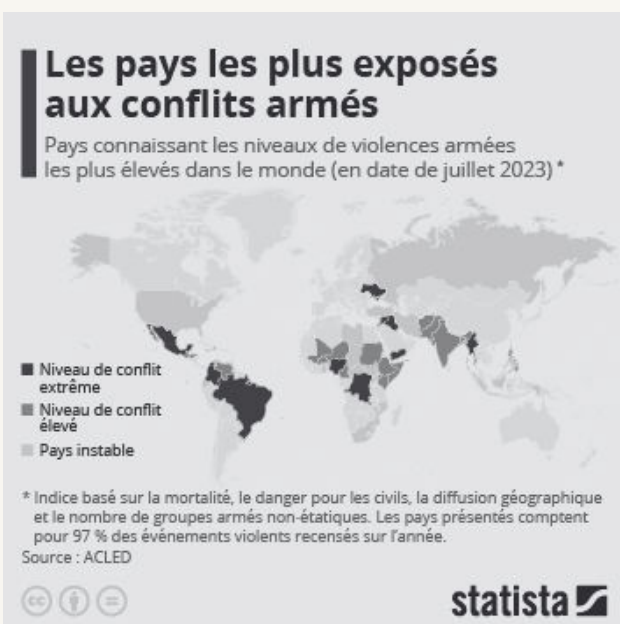 Les pays les plus exposés
aux conflits armés
Pays connaissant les niveaux de violences armées
les plus élevés dans le monde (en date de juillet 2023) *
Niveau de conflit
extrême
Niveau de conflit
élevé
Pays instable
* Indice basé sur la mortalité, le danger pour les civils, la diffusion géographique
et le nombre de groupes armés non-étatiques. Les pays présentés comptent
pour 97 % des événements violents recensés sur l'année.
Source : ACLED
cc
statista